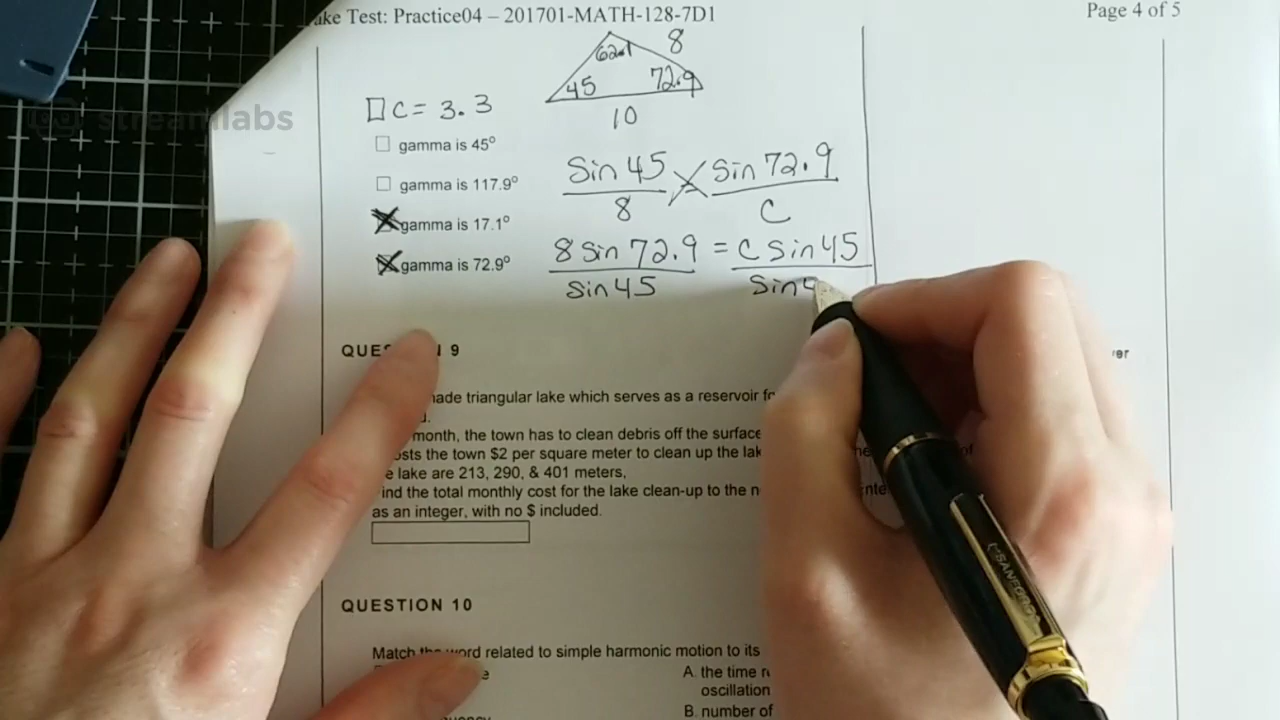 ake Test: Practice04 – 201701-MATH-128-7D1
Page 4 of 5
streamlabs
62.1
8
45
72.9
10
C = 3.3
gamma is 45°
gamma is 117.9°
gamma is 17.1°
gamma is 72.9°
Sin 45 Sin 72.9
8 C
8 Sin 72.9 = C Sin 45
Sin 45 Sin 4
QUE N 9
ade triangular lake which serves as a reservoir
month, the town has to clean debris off the surface
sts the town $2 per square meter to clean up the
e lake are 213, 290, & 401 meters,
ind the total monthly cost for the lake clean-up to the
as an integer, with no $ included.
QUESTION 10
Match the word related to simple harmonic motion to its
A. the time
oscillation
B. number of